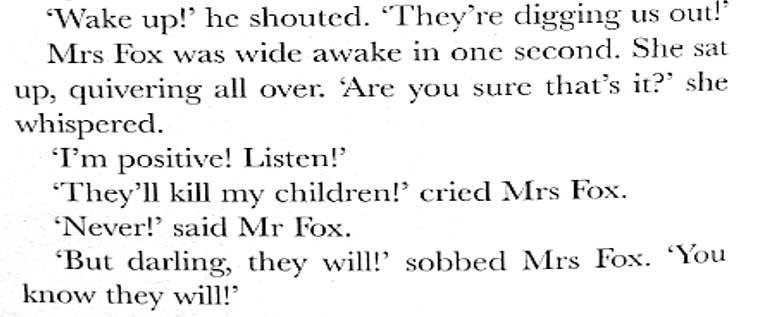 ‘Wake up!’ he shouted. ‘They’re digging us out!’
Mrs Fox was wide awake in one second. She sat
up, quivering all over. ‘Are you sure that’s it?’ she
whispered.
‘I’m positive! Listen!’
‘They’ll kill my children!’ cried Mrs Fox.
‘Never!’ said Mr Fox.
‘But darling, they will!’ sobbed Mrs Fox. ‘You
know they will!’